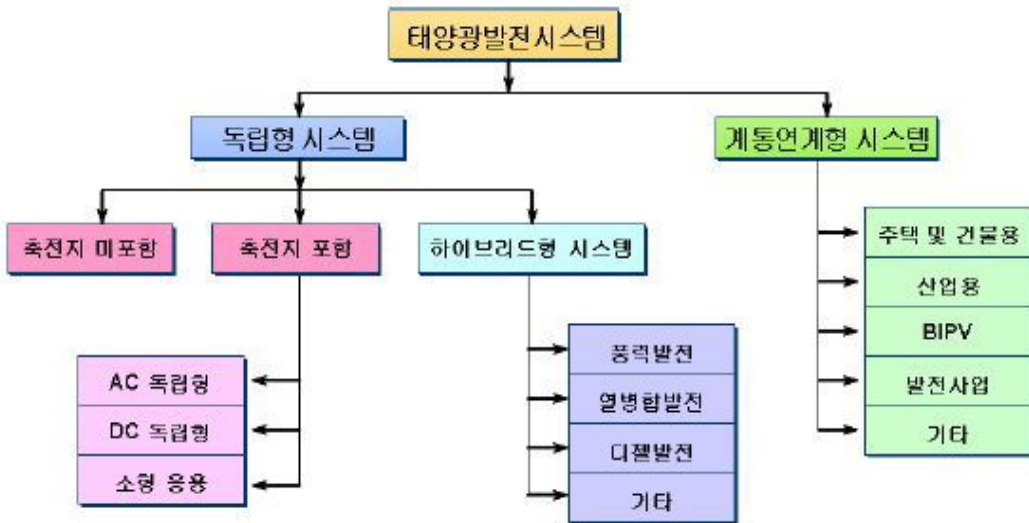 태양광발전시스템
독립형 시스템
계통연계형 시스템
축전지 미포함
축전지 포함
하이브리드형 시스템
AC 독립형
DC 독립형
소형 응용
풍력발전
열병합발전
디젤발전
기타
주택 및 건물용
산업용
BIPV
발전사업
기타